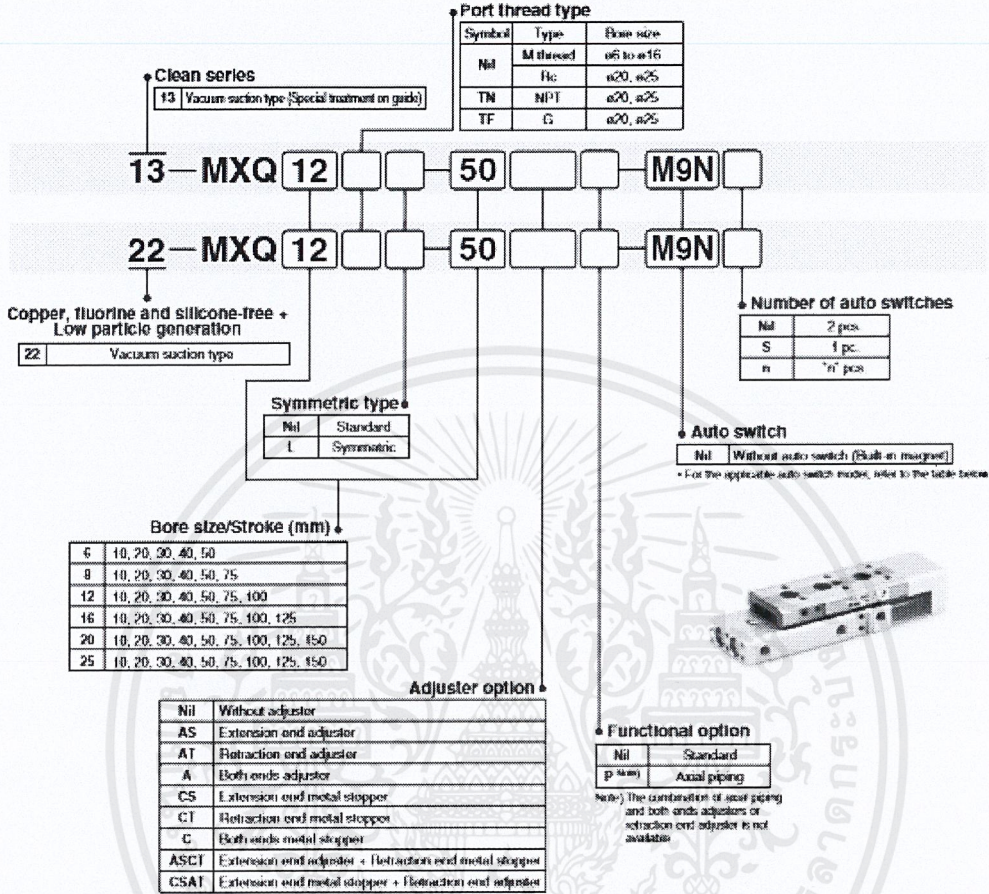 Port thread type
Symbol Type Bore size
Nil M thread ø6 to ø16
Rc ø20, ø25
TN NPT ø20, ø25
TF G ø20, ø25
Clean series
13 Vacuum suction type (Special treatment on guide)
13-MXQ 12 50 M9N
22-MXQ 12 50 M9N
Copper, fluorine and silicone-free +
Low particle generation
22 Vacuum suction type
Number of auto switches
Nil 2 pcs.
S 1 pc.
n "n" pcs
Symmetric type
Nil Standard
L Symmetric
Auto switch
Nil Without auto switch (Built-in magnet)
• For the applicable auto switch model, refer to the table below
Bore size/Stroke (mm)
6 10, 20, 30, 40, 50
8 10, 20, 30, 40, 50, 75
12 10, 20, 30, 40, 50, 75, 100
16 10, 20, 30, 40, 50, 75, 100, 125
20 10, 20, 30, 40, 50, 75, 100, 125, 150
25 10, 20, 30, 40, 50, 75, 100, 125, 150
Adjuster option
Nil Without adjuster
AS Extension end adjuster
AT Retraction end adjuster
A Both ends adjuster
CS Extension end metal stopper
CT Retraction end metal stopper
C Both ends metal stopper
ASCT Extension end adjuster + Retraction end metal stopper
CSAT Extension end metal stopper + Retraction end adjuster
Functional option
Nil Standard
P Note) Axial piping
Note) The combination of axial piping
and both ends adjusters or
retraction end adjuster is not
available